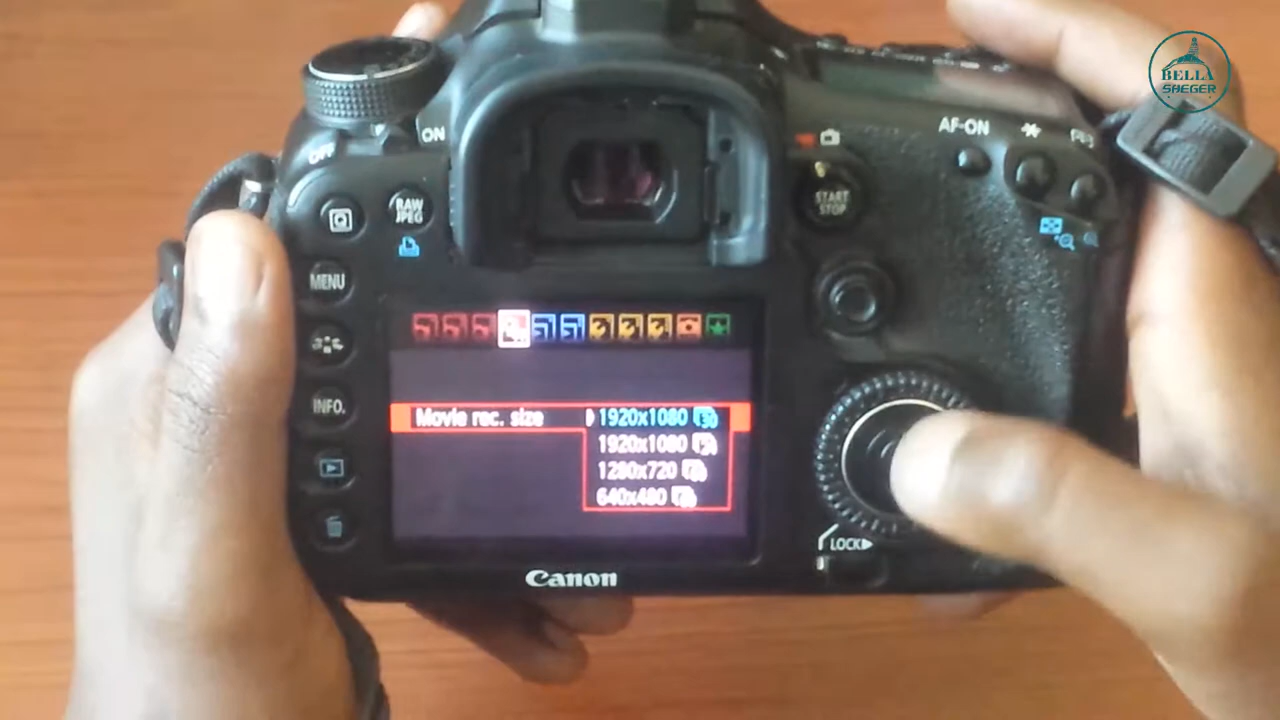 BELLA
SHEGER
ON
OFF
AF-ON
RAW
JPEG
START
STOP
MENU
INFO.
Movie rec. size
1920x1080
1920x1080
1280x720
640x480
LOCK
Canon